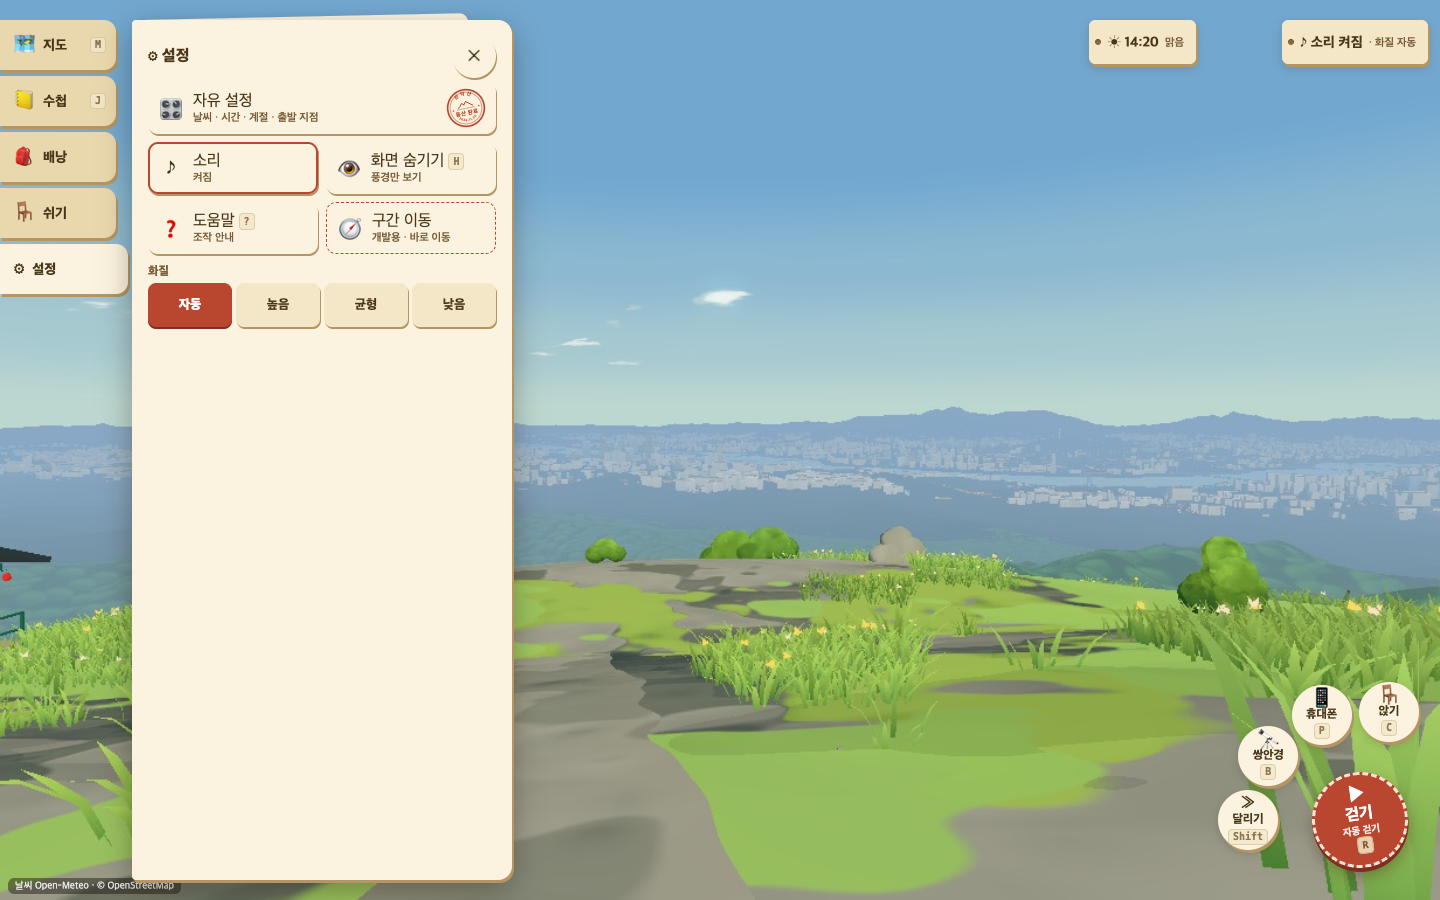 지도 M
수첩 J
배낭
쉬기
⚙ 설정
⚙ 설정
자유 설정
날씨 · 시간 · 계절 · 출발 지점
등산 완료
♪ 소리
켜짐
화면 숨기기 H
풍경만 보기
도움말 ?
조작 안내
구간 이동
개발용 · 바로 이동
화질
자동
높음
균형
낮음
14:20 맑음
♪ 소리 켜짐 · 화질 자동
휴대폰
P
앉기
C
쌍안경
B
달리기
Shift
걷기
자동 걷기
R
날씨 Open-Meteo · © OpenStreetMap